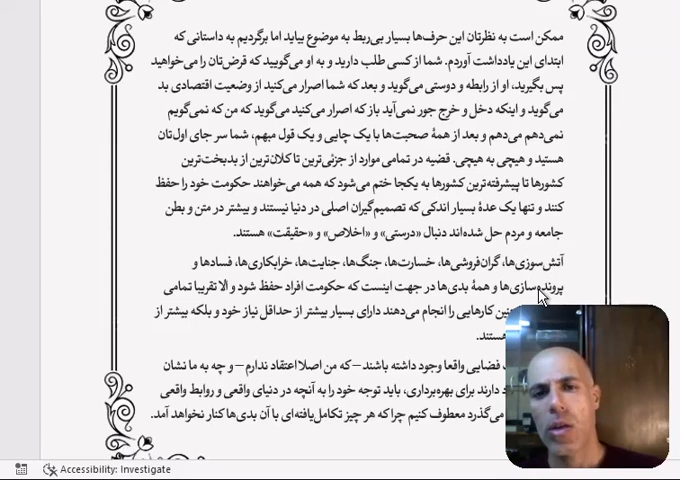 ممکن است به نظرتان این حرف‌ها بسیار بی‌ربط به موضوع بیاید اما برگردیم به داستانی که
ابتدای این یادداشت آوردم. شما از کسی طلب دارید و به او می‌گویید که قرض‌تان را می‌خواهید
پس بگیرید، او از رابطه و دوستی می‌گوید و بعد که شما اصرار می‌کنید از وضعیت اقتصادی بد
می‌گوید و اینکه دخل و خرج جور نمی‌آید باز که اصرار می‌کنید می‌گوید که من که نمی‌گویم
نمی‌دهم می‌دهم و بعد از همهٔ صحبت‌ها با یک چایی و یک قول مبهم، شما سر جای اول‌تان
هستید و هیچی به هیچی. قضیه در تمامی موارد از جزئی‌ترین تا کلان‌ترین از بدبخت‌ترین
کشورها تا پیشرفته‌ترین کشورها به یکجا ختم می‌شود که همه می‌خواهند حکومت خود را حفظ
کنند و تنها یک عدهٔ بسیار اندکی که تصمیم‌گیران اصلی در دنیا نیستند و بیشتر در متن و بطن
جامعه و مردم حل شده‌اند دنبال «درستی» و «اخلاص» و «حقیقت» هستند.
آتش‌سوزی‌ها، گران‌فروشی‌ها، خسارت‌ها، جنگ‌ها، جنایت‌ها، خرابکاری‌ها، فسادها و
پرونده‌سازی‌ها و همهٔ بدی‌ها در جهت اینست که حکومت افراد حفظ شود و الا تقریبا تمامی
چنین کارهایی را انجام می‌دهند دارای بسیار بیشتر از حداقل نیاز خود و بلکه بیشتر از
هستند.
فضایی واقعا وجود داشته باشند – که من اصلا اعتقاد ندارم – و چه به ما نشان
دارند برای بهره‌برداری، باید توجه خود را به آنچه در دنیای واقعی و روابط واقعی
می‌گذرد معطوف کنیم چرا که هر چیز تکامل‌یافته‌ای با آن بدی‌ها کنار نخواهد آمد.
Accessibility: Investigate